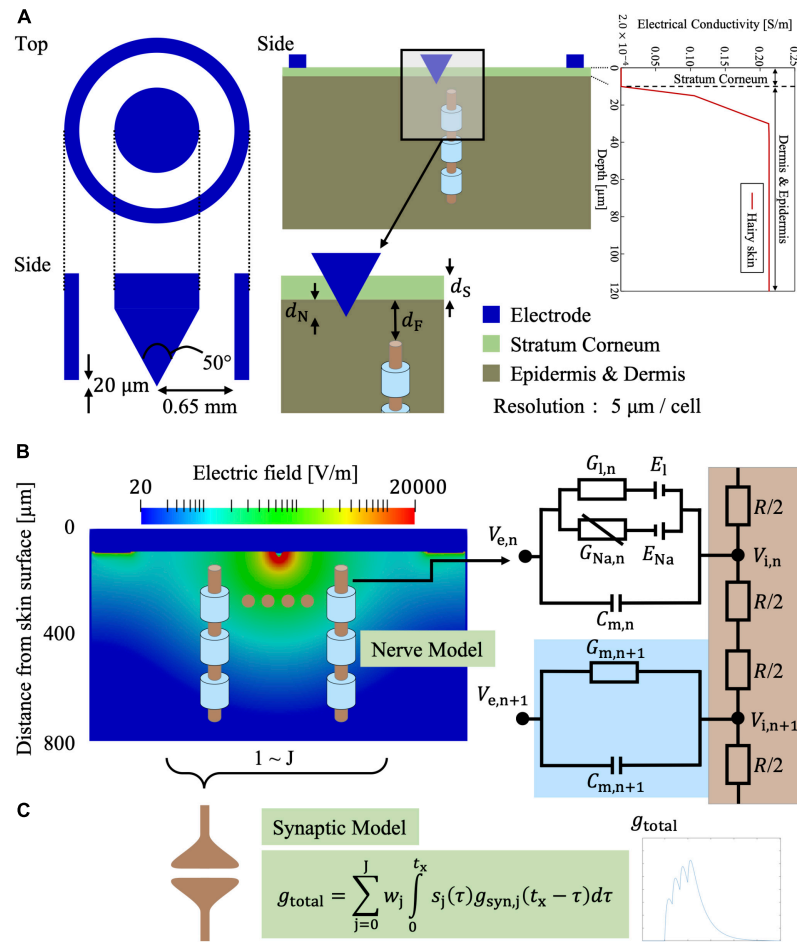 A
Top
Side
20 μm
50°
0.65 mm
Side
d_N
d_F
d_S
Electrode
Stratum Corneum
Epidermis & Dermis
Resolution : 5 μm / cell
Electrical Conductivity [S/m]
2.0 × 10⁻⁴
0.05
0.10
0.15
0.20
0.25
0
20
40
60
80
100
120
Depth [μm]
Stratum Corneum
Dermis & Epidermis
Hairy skin
B
Electric field [V/m]
20
20000
Distance from skin surface [μm]
0
400
800
Nerve Model
1 ~ J
V_e,n
G_l,n
E_l
G_Na,n
E_Na
C_m,n
R/2
V_i,n
R/2
G_m,n+1
R/2
V_e,n+1
V_i,n+1
C_m,n+1
R/2
C
Synaptic Model
g_total = ∑_{j=0}^{J} w_j ∫_0^{t_x} s_j(τ)g_syn,j(t_x − τ)dτ
g_total